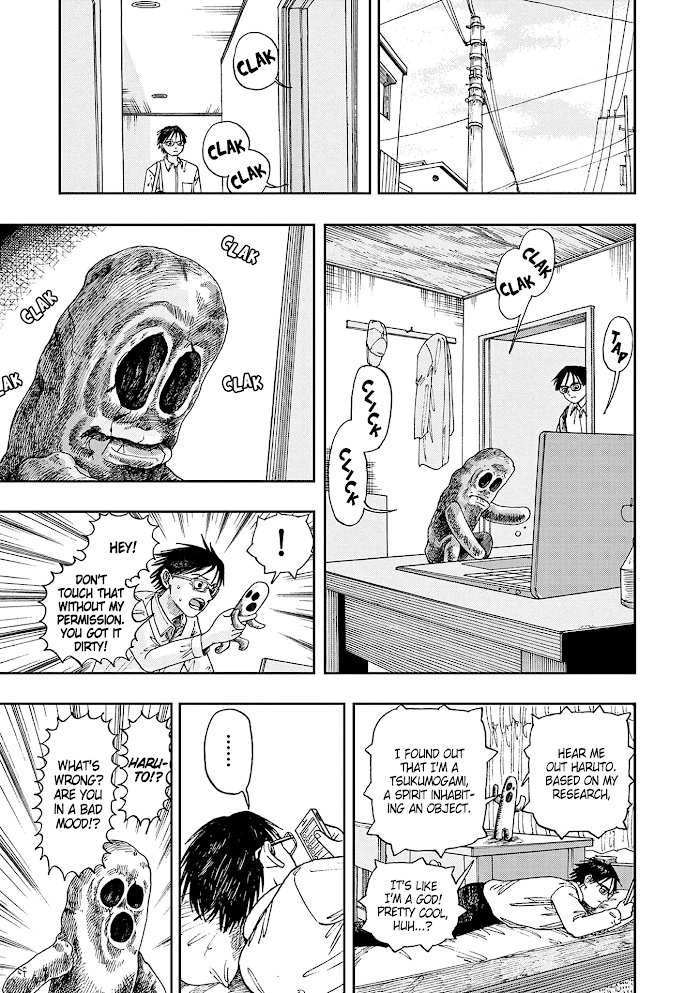 CLAK
CLAK
CLAK
CLAK
CLAK
TAP
CLICK
CLICK
CLAK
CLAK
CLAK
LAK
!
HEY!
DON'T
TOUCH THAT
WITHOUT MY
PERMISSION.
YOU GOT IT
DIRTY!
HEAR ME
OUT HARUTO.
BASED ON MY
RESEARCH,
I FOUND OUT
THAT I'M A
TSUKUMOGAMI,
A SPIRIT INHABIT-
ING AN OBJECT.
IT'S LIKE
I'M A GOD!
PRETTY COOL,
HUH...?
......
HARU-
TO!?
WHAT'S
WRONG?
ARE YOU
IN A BAD
MOOD!?